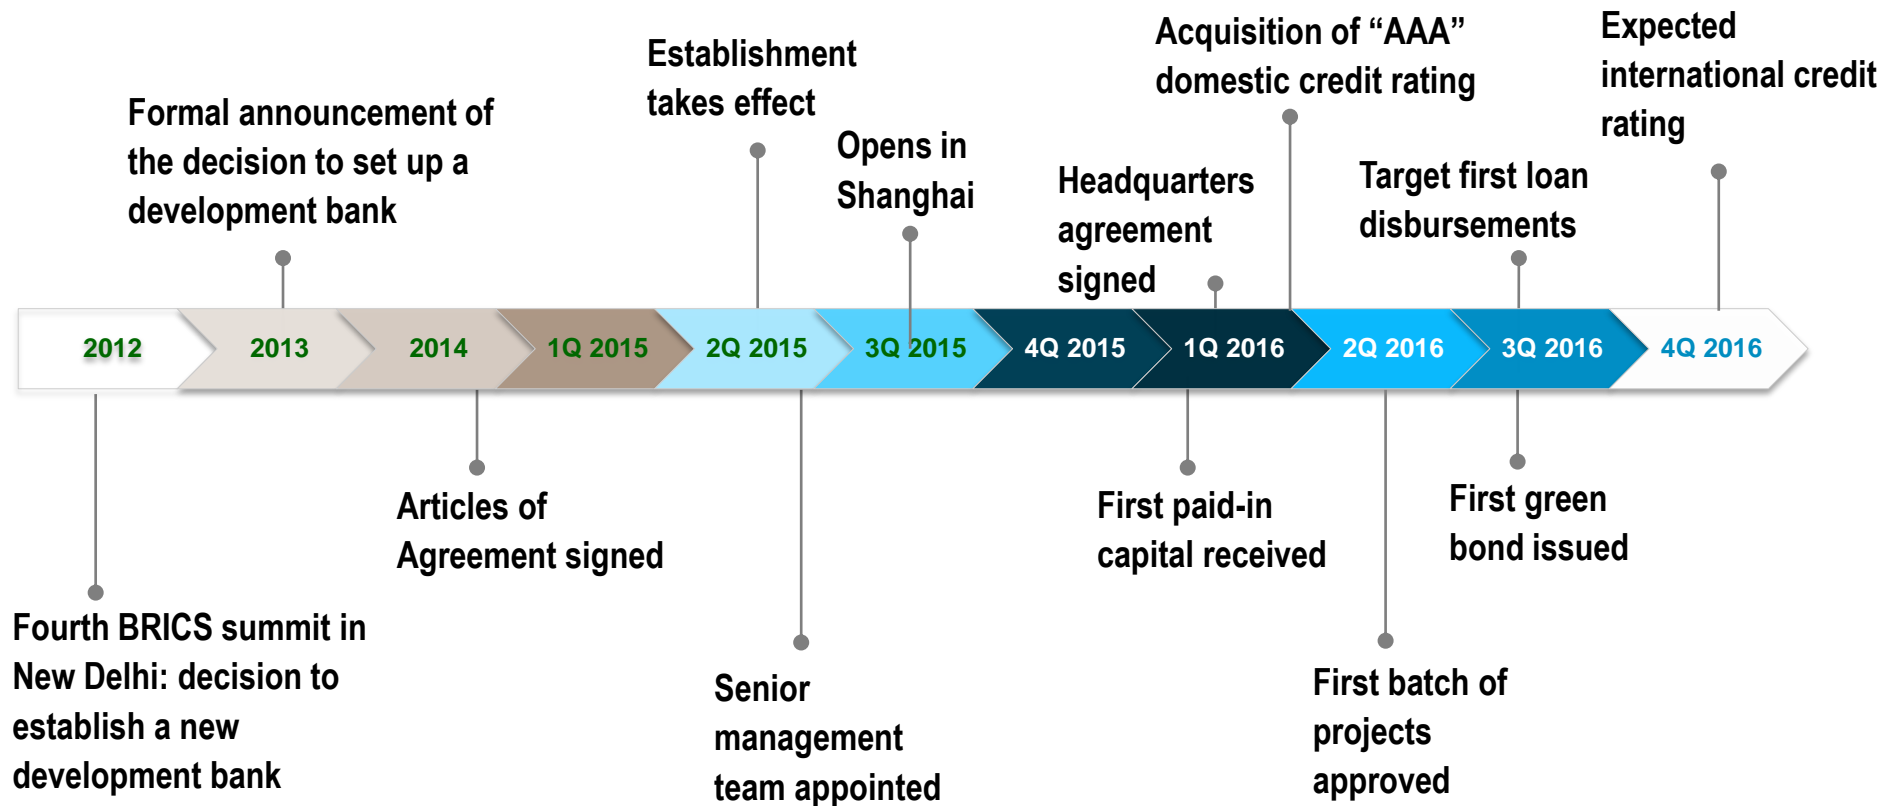 Formal announcement of
the decision to set up a
development bank
Establishment
takes effect
Opens in
Shanghai
Headquarters
agreement
signed
Acquisition of “AAA”
domestic credit rating
Target first loan
disbursements
Expected
international credit
rating
2012
2013
2014
1Q 2015
2Q 2015
3Q 2015
4Q 2015
1Q 2016
2Q 2016
3Q 2016
4Q 2016
Fourth BRICS summit in
New Delhi: decision to
establish a new
development bank
Articles of
Agreement signed
Senior
management
team appointed
First paid-in
capital received
First batch of
projects
approved
First green
bond issued